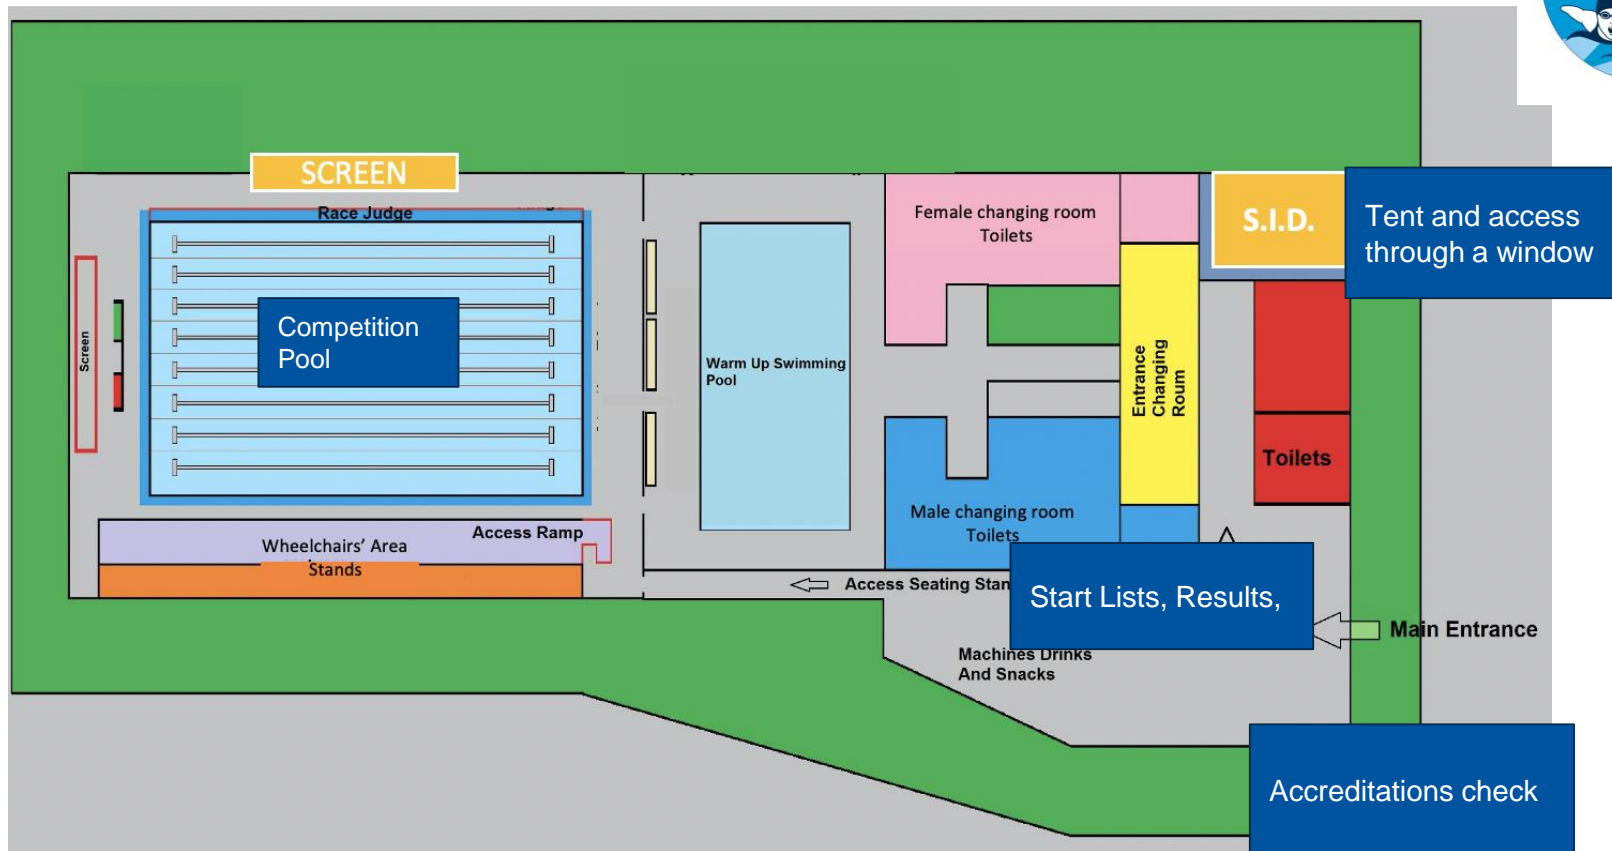 SCREEN
Race Judge
Screen
Competition
Pool
Wheelchairs’ Area
Access Ramp
Stands
Warm Up Swimming
Pool
Female changing room
Toilets
Male changing room
Toilets
Entrance
Changing
Roum
S.I.D.
Tent and access
through a window
Toilets
Access Seating Stan
Start Lists, Results,
Main Entrance
Machines Drinks
And Snacks
Accreditations check